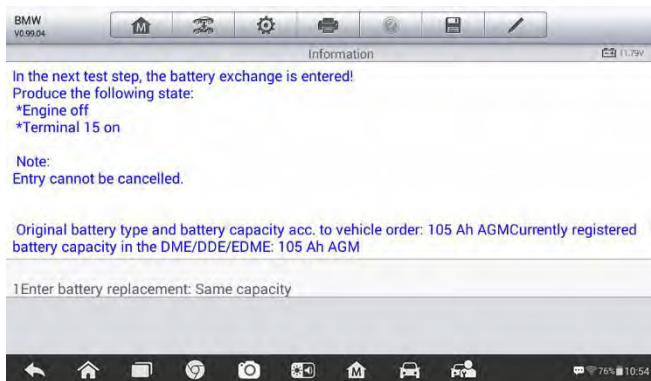 BMW
V0.99.04
Information
11.79V
In the next test step, the battery exchange is entered!
Produce the following state:
*Engine off
*Terminal 15 on
Note:
Entry cannot be cancelled.
Original battery type and battery capacity acc. to vehicle order: 105 Ah AGMCurrently registered
battery capacity in the DME/DDE/EDME: 105 Ah AGM
1Enter battery replacement: Same capacity
76% 10:54